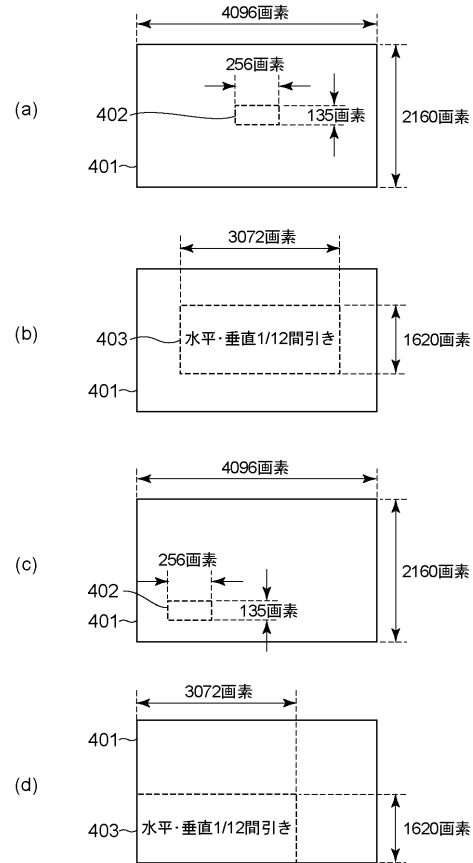 4096画素
256画素
(a)
402
135画素
2160画素
401
3072画素
(b)
403
水平・垂直1/12間引き
1620画素
401
4096画素
(c)
256画素
2160画素
402
135画素
401
3072画素
401
(d)
403
水平・垂直1/12間引き
1620画素